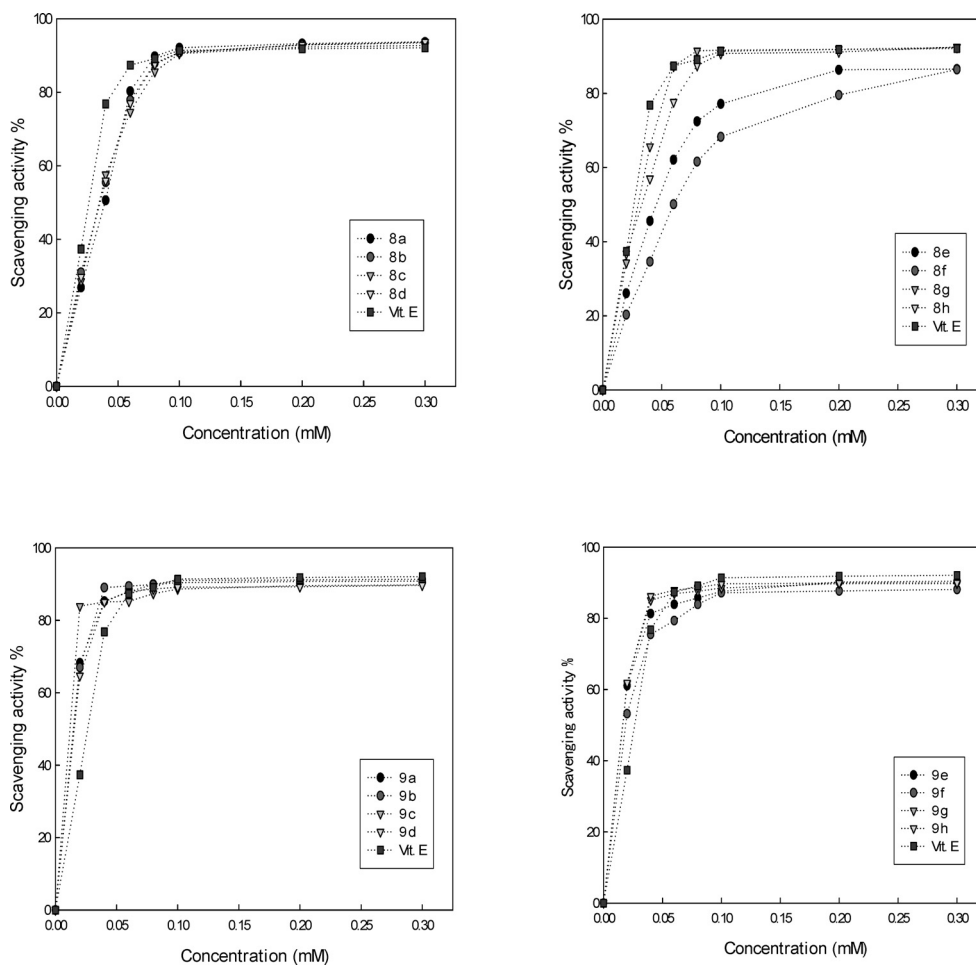 100
80
60
40
20
0
Scavenging activity %
8a
8b
8c
8d
Vit. E
0.00 0.05 0.10 0.15 0.20 0.25 0.30
Concentration (mM)
100
80
60
40
20
0
Scavenging activity %
8e
8f
8g
8h
Vit. E
0.00 0.05 0.10 0.15 0.20 0.25 0.30
Concentration (mM)
100
80
60
40
20
0
Scavenging activity %
9a
9b
9c
9d
Vit. E
0.00 0.05 0.10 0.15 0.20 0.25 0.30
Concentration (mM)
100
80
60
40
20
0
Scavenging activity %
9e
9f
9g
9h
Vit. E
0.00 0.05 0.10 0.15 0.20 0.25 0.30
Concentration (mM)